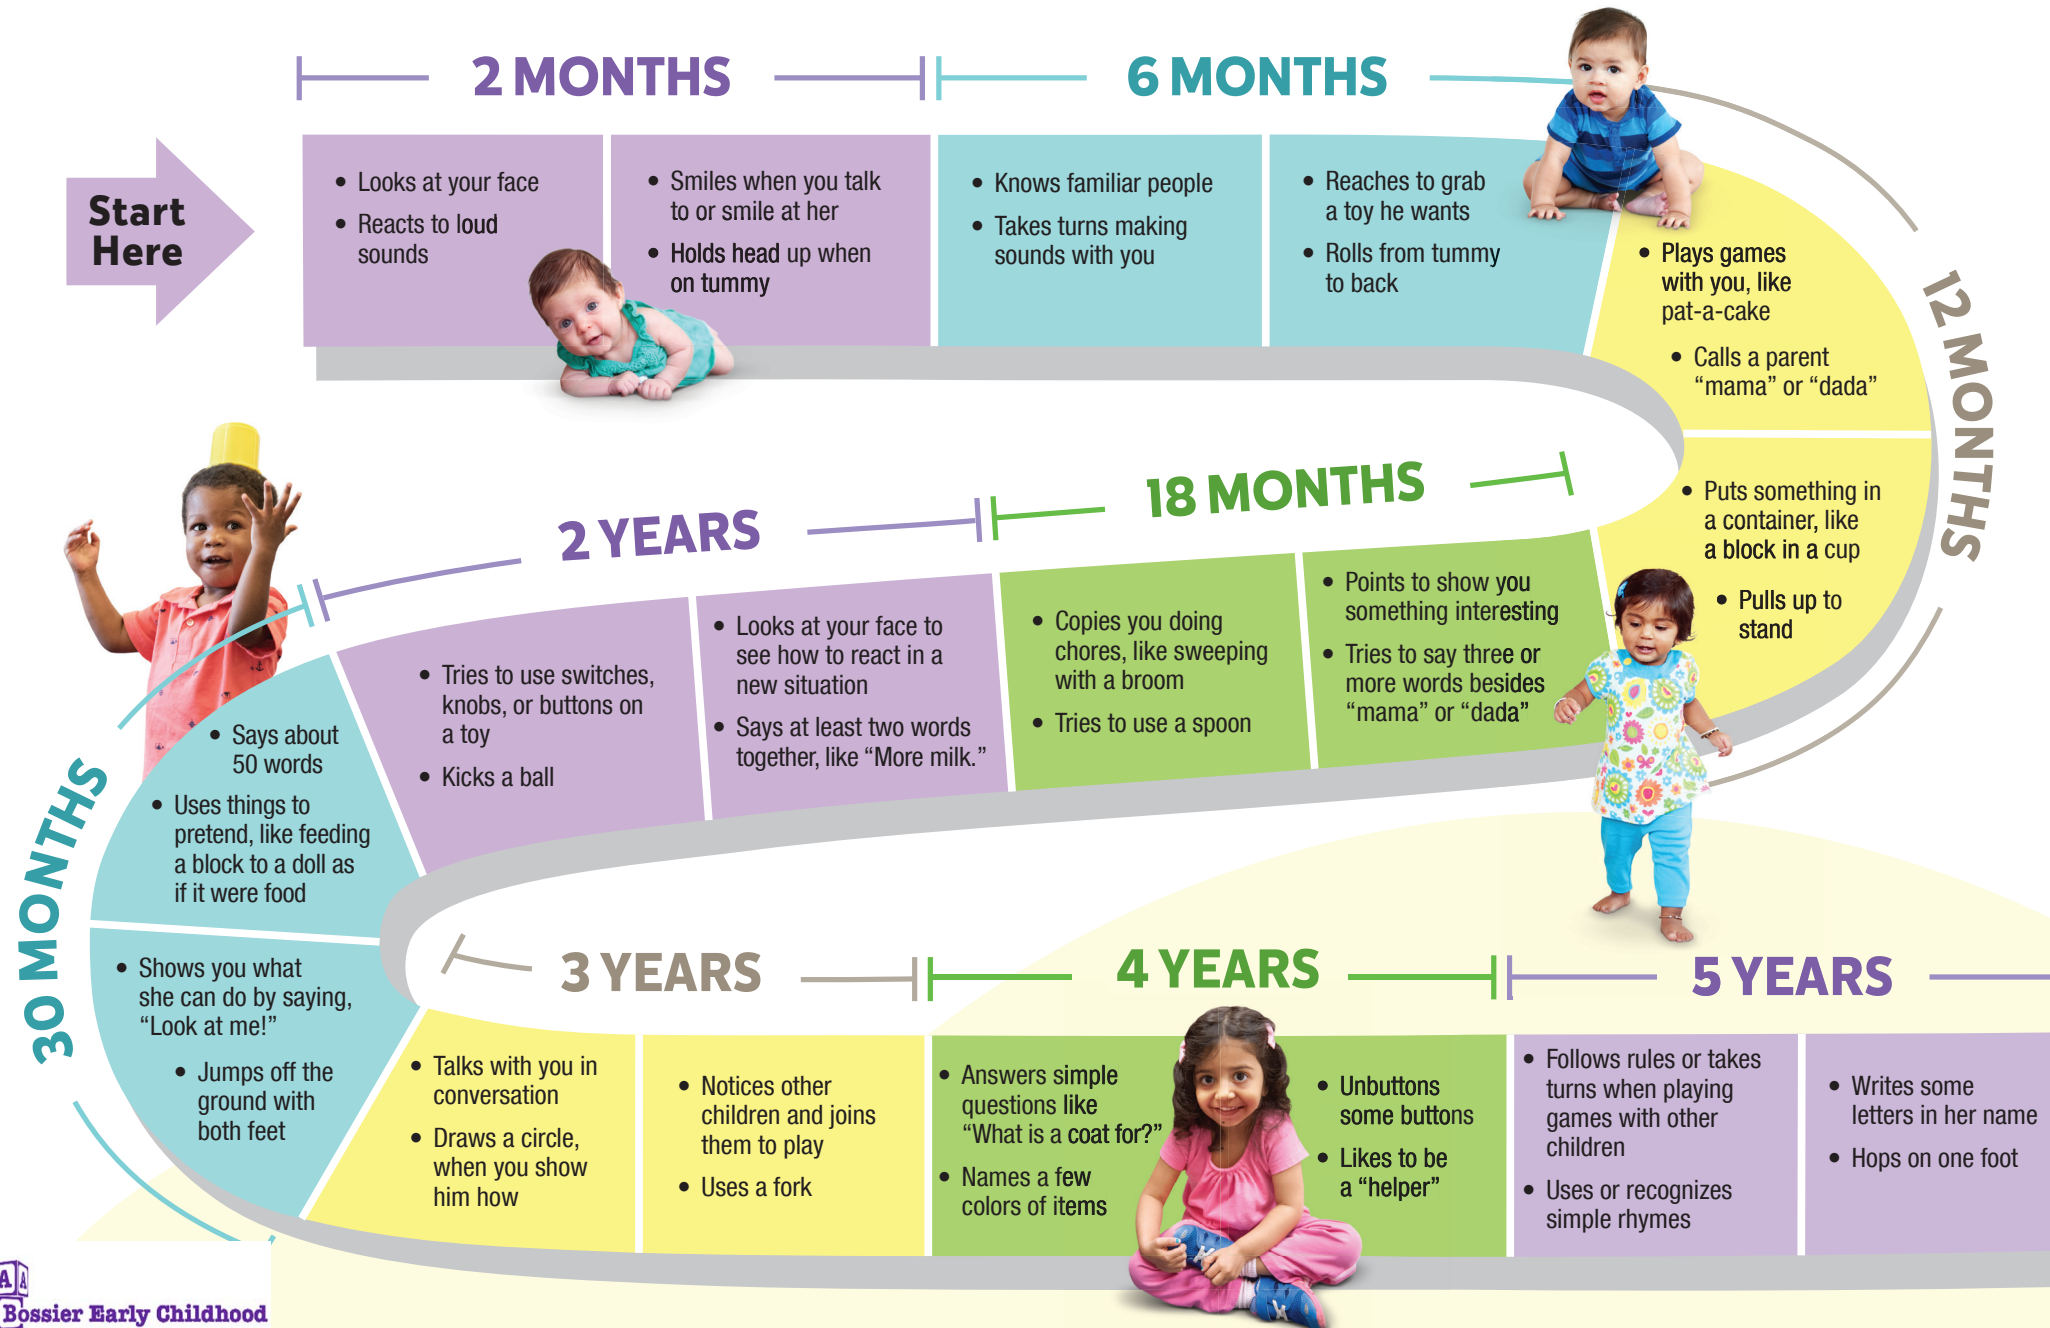 2 MONTHS
6 MONTHS
Start
Here
• Looks at your face
• Reacts to loud
sounds
• Smiles when you talk
to or smile at her
• Holds head up when
on tummy
• Knows familiar people
• Takes turns making
sounds with you
• Reaches to grab
a toy he wants
• Rolls from tummy
to back
12 MONTHS
• Plays games
with you, like
pat-a-cake
• Calls a parent
“mama” or “dada”
• Puts something in
a container, like
a block in a cup
• Pulls up to
stand
18 MONTHS
• Points to show you
something interesting
• Tries to say three or
more words besides
“mama” or “dada”
• Copies you doing
chores, like sweeping
with a broom
• Tries to use a spoon
2 YEARS
• Looks at your face to
see how to react in a
new situation
• Says at least two words
together, like “More milk.”
• Tries to use switches,
knobs, or buttons on
a toy
• Kicks a ball
30 MONTHS
• Says about
50 words
• Uses things to
pretend, like feeding
a block to a doll as
if it were food
• Shows you what
she can do by saying,
“Look at me!”
• Jumps off the
ground with
both feet
3 YEARS
• Talks with you in
conversation
• Draws a circle,
when you show
him how
• Notices other
children and joins
them to play
• Uses a fork
4 YEARS
• Answers simple
questions like
“What is a coat for?”
• Names a few
colors of items
• Unbuttons
some buttons
• Likes to be
a “helper”
5 YEARS
• Follows rules or takes
turns when playing
games with other
children
• Uses or recognizes
simple rhymes
• Writes some
letters in her name
• Hops on one foot
A A
Bossier Early Childhood